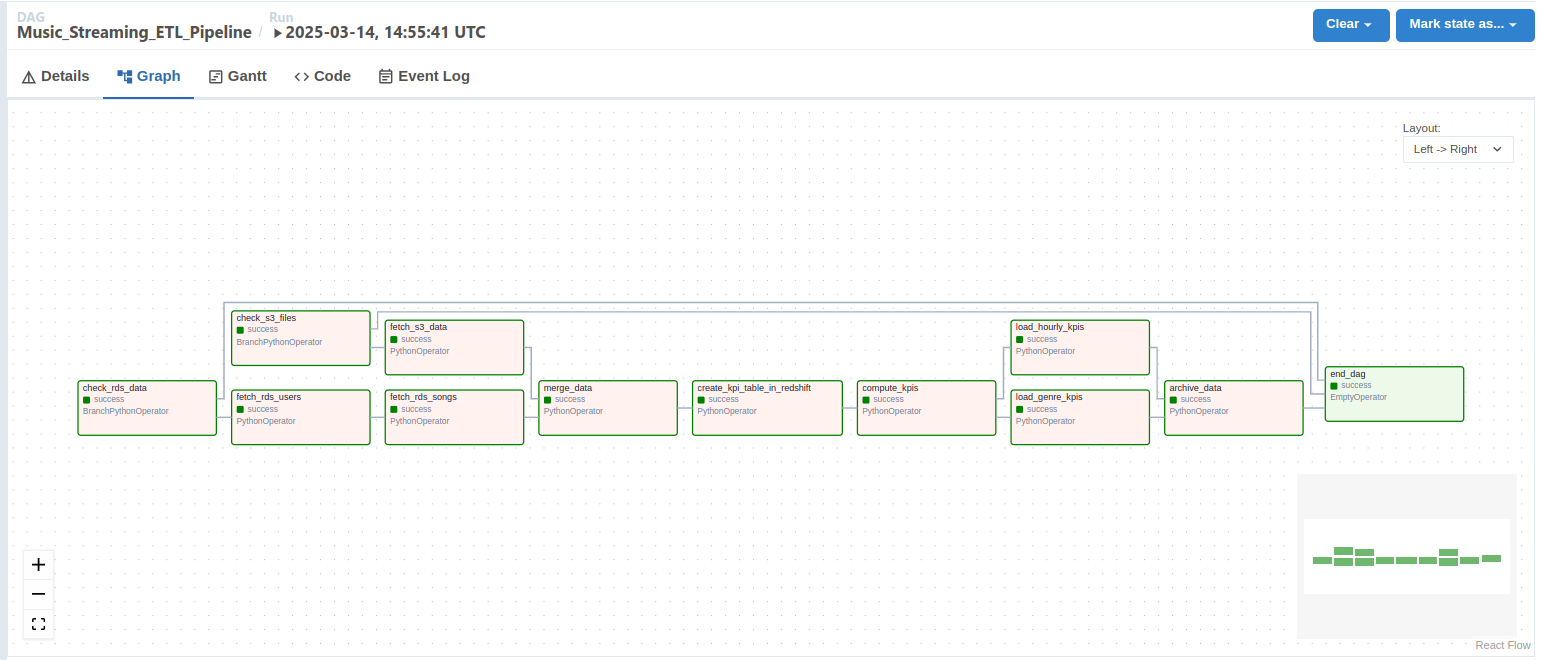 DAG
Run
Music_Streaming_ETL_Pipeline / 2025-03-14, 14:55:41 UTC
Clear
Mark state as...
Details
Graph
Gantt
Code
Event Log
Layout:
Left -> Right
check_s3_files
success
BranchPythonOperator
fetch_s3_data
success
PythonOperator
load_hourly_kpis
success
PythonOperator
check_rds_data
success
BranchPythonOperator
fetch_rds_users
success
PythonOperator
fetch_rds_songs
success
PythonOperator
merge_data
success
PythonOperator
create_kpi_table_in_redshift
success
PythonOperator
compute_kpis
success
PythonOperator
load_genre_kpis
success
PythonOperator
archive_data
success
PythonOperator
end_dag
success
EmptyOperator
React Flow